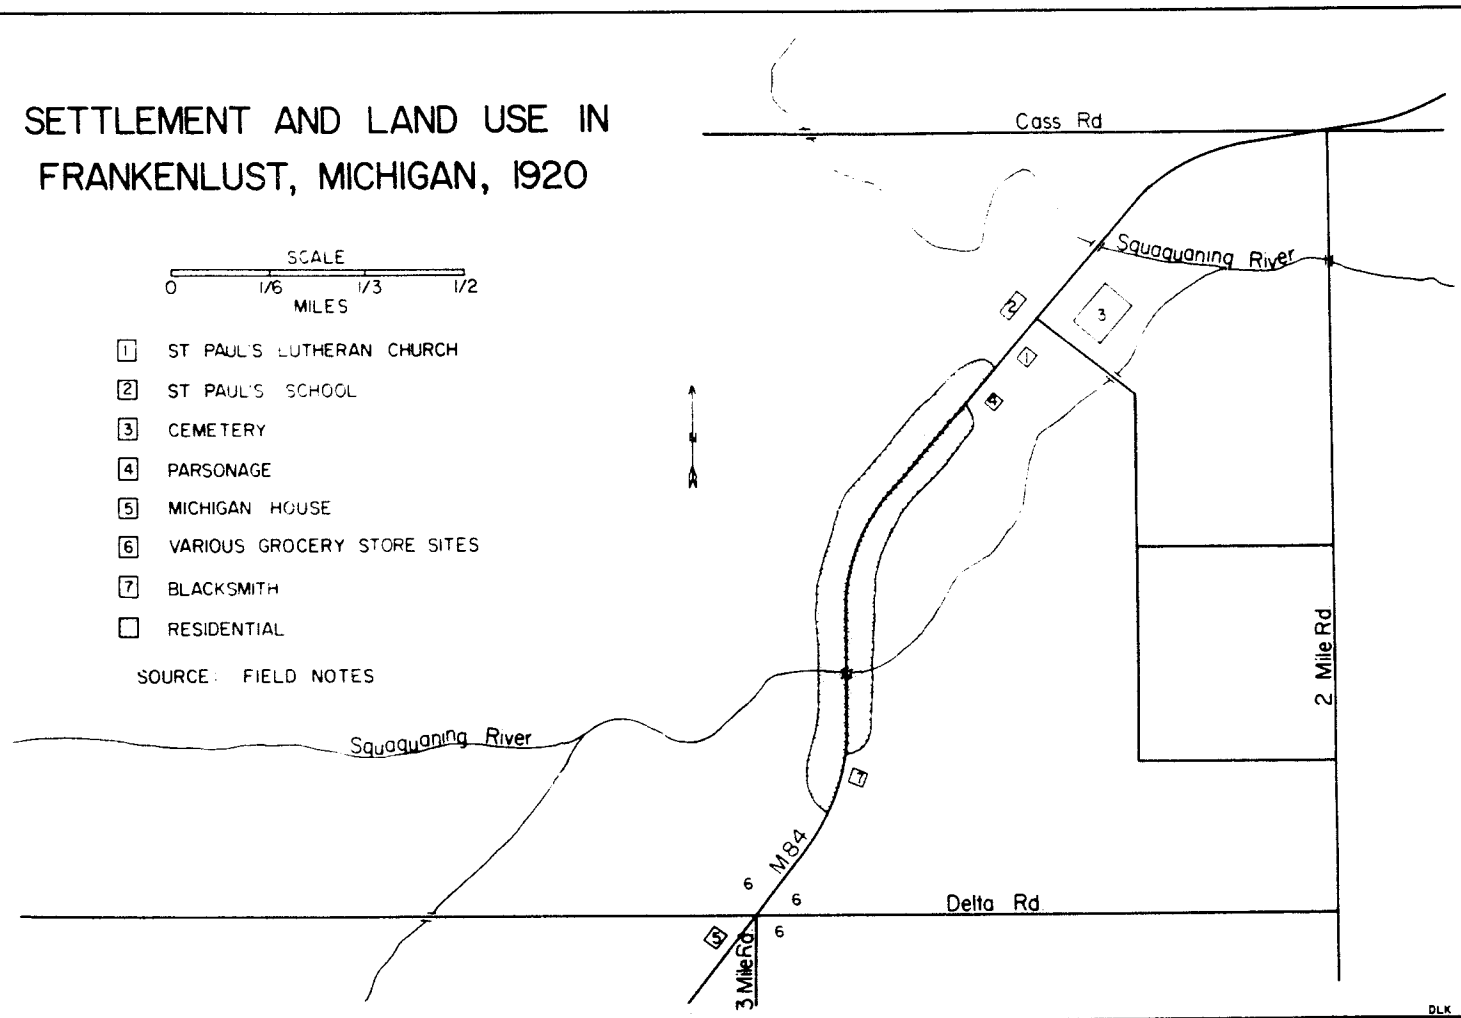 SETTLEMENT AND LAND USE IN
FRANKENLUST, MICHIGAN, 1920
SCALE
0 1/6 1/3 1/2
MILES
1 ST PAUL'S LUTHERAN CHURCH
2 ST PAUL'S SCHOOL
3 CEMETERY
4 PARSONAGE
5 MICHIGAN HOUSE
6 VARIOUS GROCERY STORE SITES
7 BLACKSMITH
RESIDENTIAL
SOURCE: FIELD NOTES
Cass Rd
Squaquaning River
2
3
1
4
N
2 Mile Rd
Squaquaning River
7
M 84
6
6
Delta Rd.
6
5
3 Mile Rd.
DLK